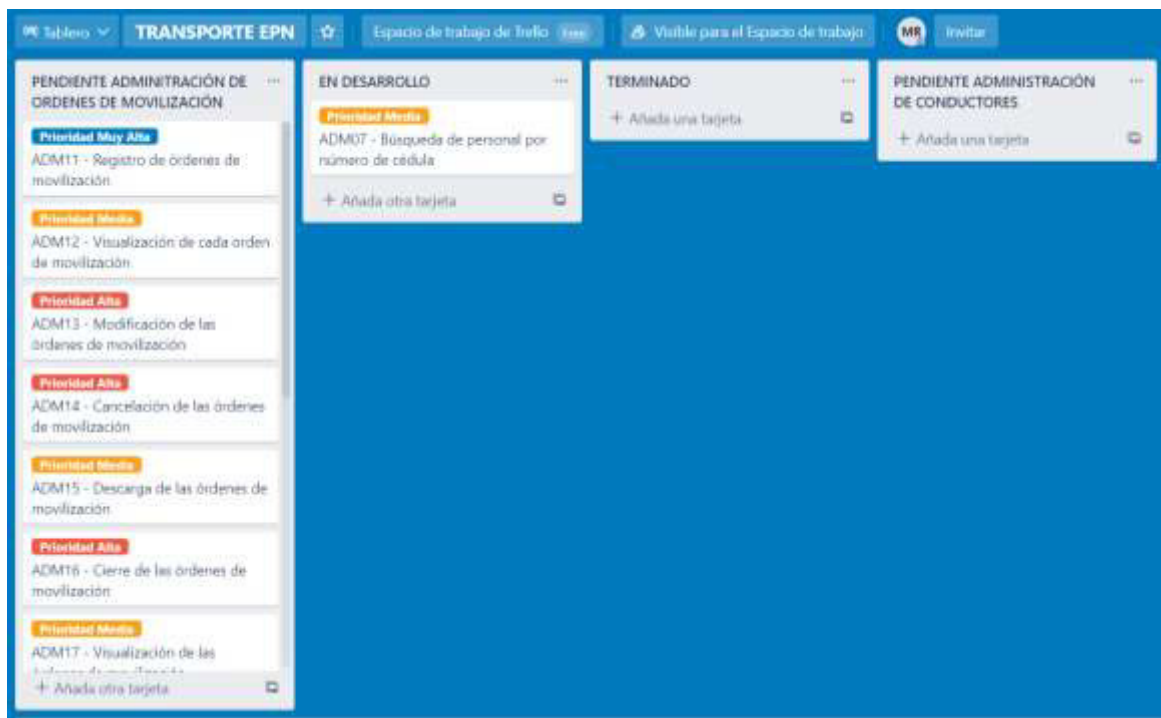 Tablero
TRANSPORTE EPN
Espacio de trabajo de Trello Free
Visible para el Espacio de trabajo
MR
Invitar
PENDIENTE ADMINITRACIÓN DE
ORDENES DE MOVILIZACIÓN
Prioridad Muy Alta
ADM11 - Registro de órdenes de
movilización
Prioridad Media
ADM12 - Visualización de cada orden
de movilización
Prioridad Alta
ADM13 - Modificación de las
órdenes de movilización
Prioridad Alta
ADM14 - Cancelación de las órdenes
de movilización
Prioridad Media
ADM15 - Descarga de las órdenes de
movilización
Prioridad Alta
ADM16 - Cierre de las órdenes de
movilización
Prioridad Media
ADM17 - Visualización de las
+ Añada otra tarjeta
EN DESARROLLO
Prioridad Media
ADM07 - Búsqueda de personal por
número de cédula
+ Añada otra tarjeta
TERMINADO
+ Añada una tarjeta
PENDIENTE ADMINISTRACIÓN
DE CONDUCTORES
+ Añada una tarjeta